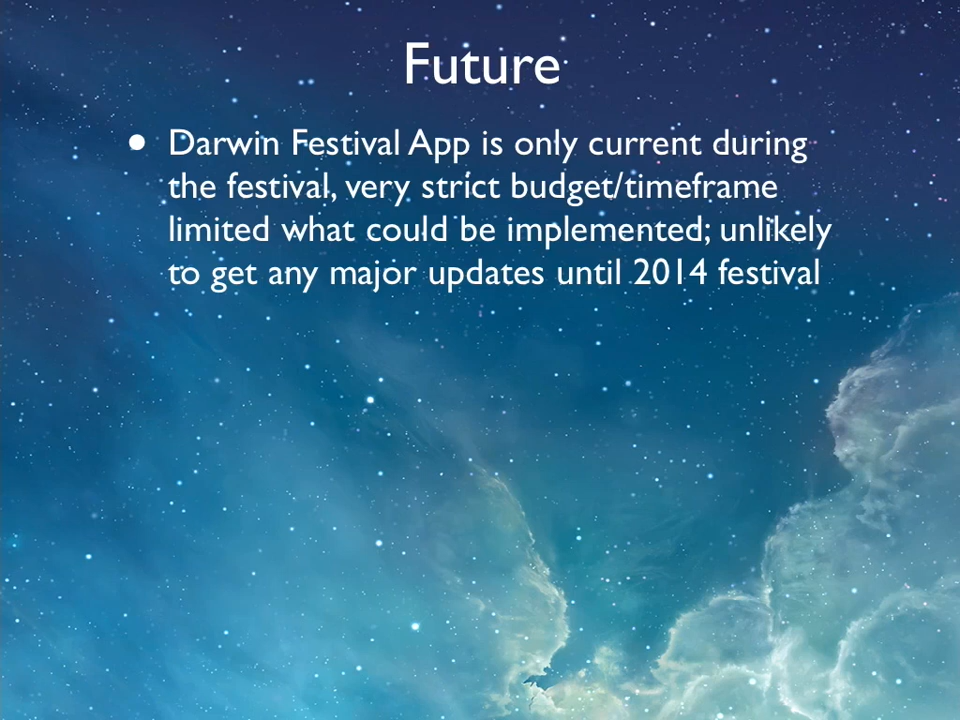 Future
• Darwin Festival App is only current during
the festival, very strict budget/timeframe
limited what could be implemented; unlikely
to get any major updates until 2014 festival